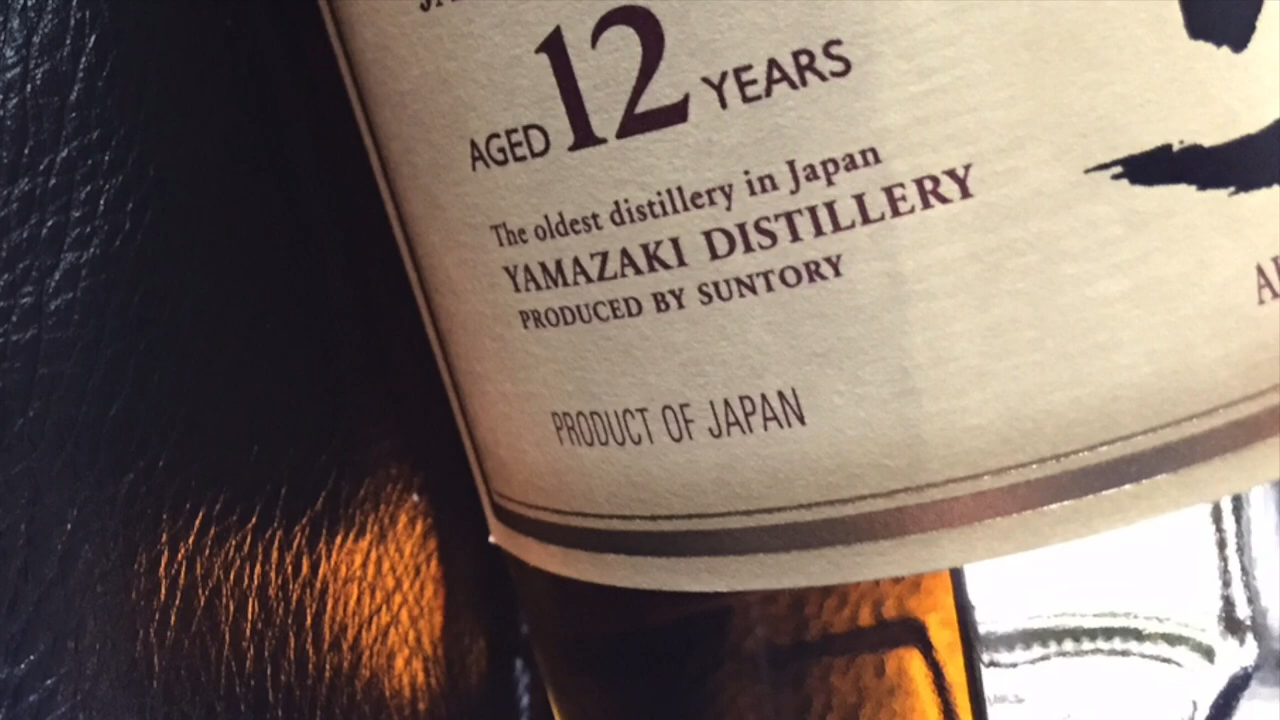 AGED 12 YEARS
The oldest distillery in Japan
YAMAZAKI DISTILLERY
PRODUCED BY SUNTORY
PRODUCT OF JAPAN